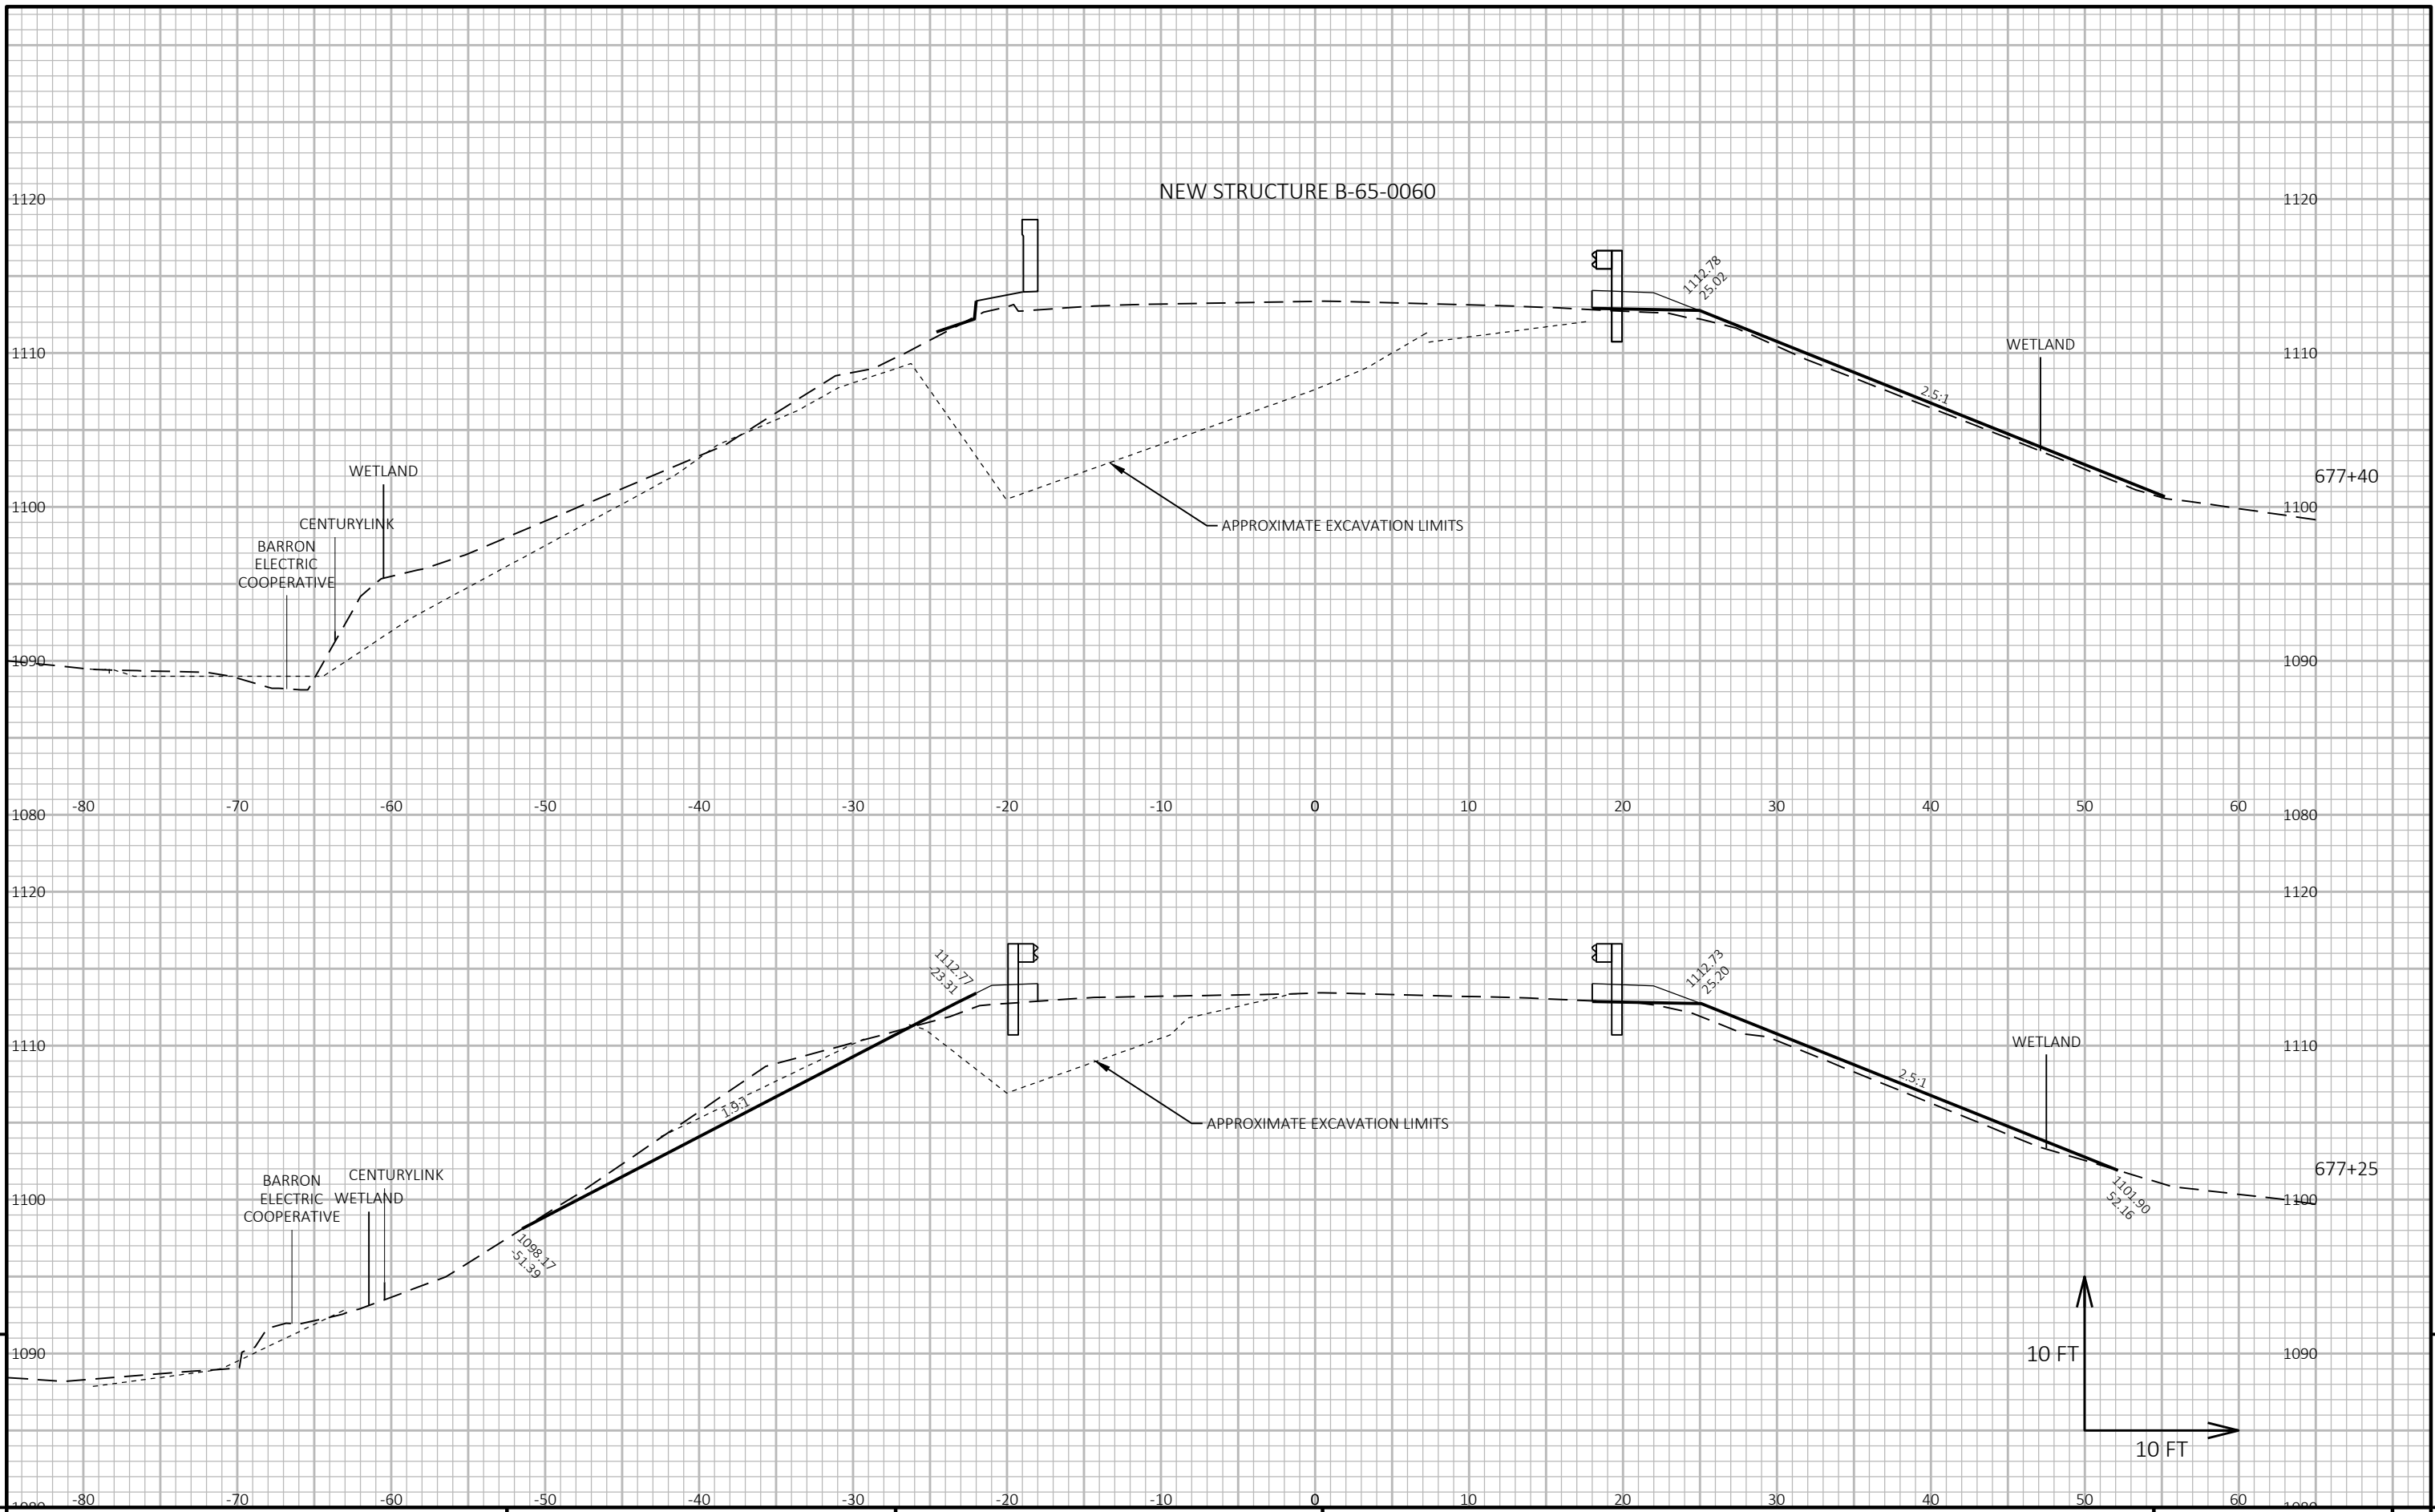 1120
NEW STRUCTURE B-65-0060
1120
1112.78
25.02
1110
WETLAND
1110
2.5:1
WETLAND
677+40
1100
1100
CENTURYLINK
APPROXIMATE EXCAVATION LIMITS
BARRON
ELECTRIC
COOPERATIVE
1090
1090
-80 -70 -60 -50 -40 -30 -20 -10 0 10 20 30 40 50 60
1080
1080
1120
1120
1112.77
-23.31
1112.73
25.20
1110
WETLAND
1110
2.5:1
1.9:1
APPROXIMATE EXCAVATION LIMITS
677+25
CENTURYLINK
BARRON
ELECTRIC
COOPERATIVE
WETLAND
1100
1100
1101.90
52.16
1098.17
-51.39
1090
10 FT
1090
10 FT
-80 -70 -60 -50 -40 -30 -20 -10 0 10 20 30 40 50 60
1080
1080